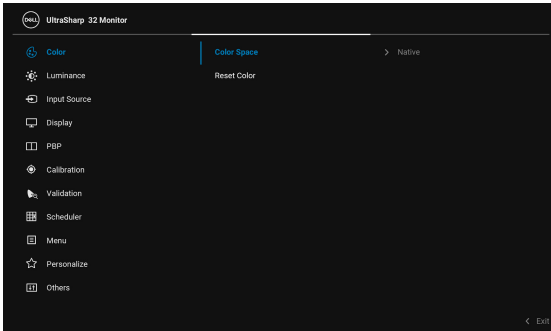 DELL UltraSharp 32 Monitor
Color Color Space > Native
Luminance Reset Color
Input Source
Display
PBP
Calibration
Validation
Scheduler
Menu
Personalize
Others
< Exit